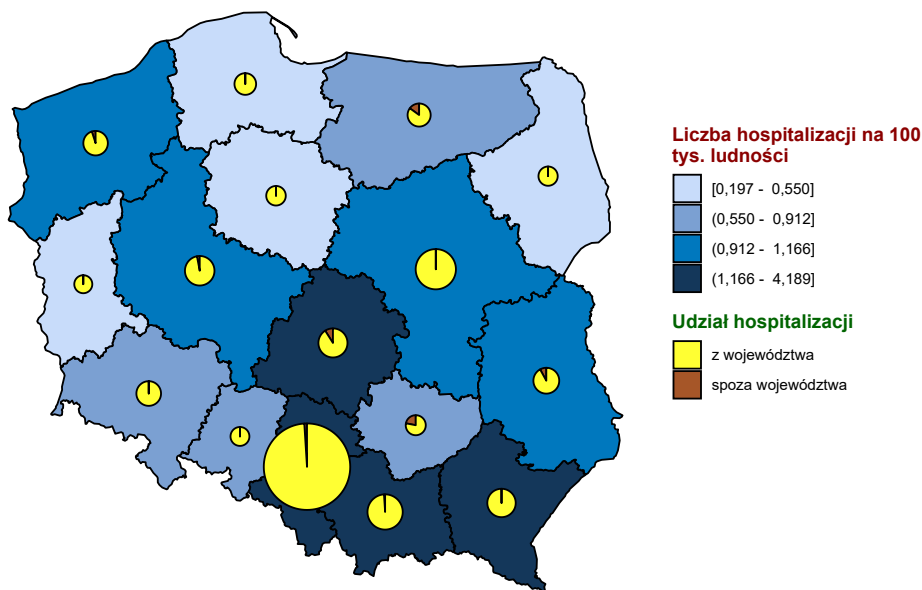 Liczba hospitalizacji na 100
tys. ludności
[0,197 - 0,550]
(0,550 - 0,912]
(0,912 - 1,166]
(1,166 - 4,189]
Udział hospitalizacji
z województwa
spoza województwa